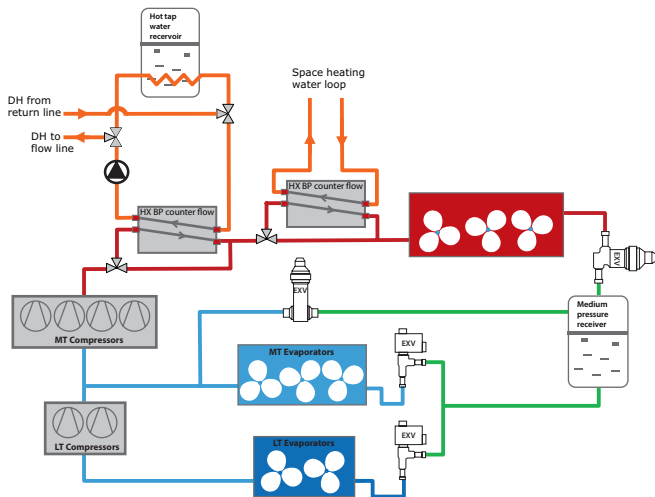 Hot tap
water
recervoir
Space heating
water loop
DH from
return line
DH to
flow line
HX BP counter flow
HX BP counter flow
EXV
EXV
Medium
pressure
receiver
MT Compressors
MT Evaporators
EXV
LT Compressors
LT Evaporators
EXV